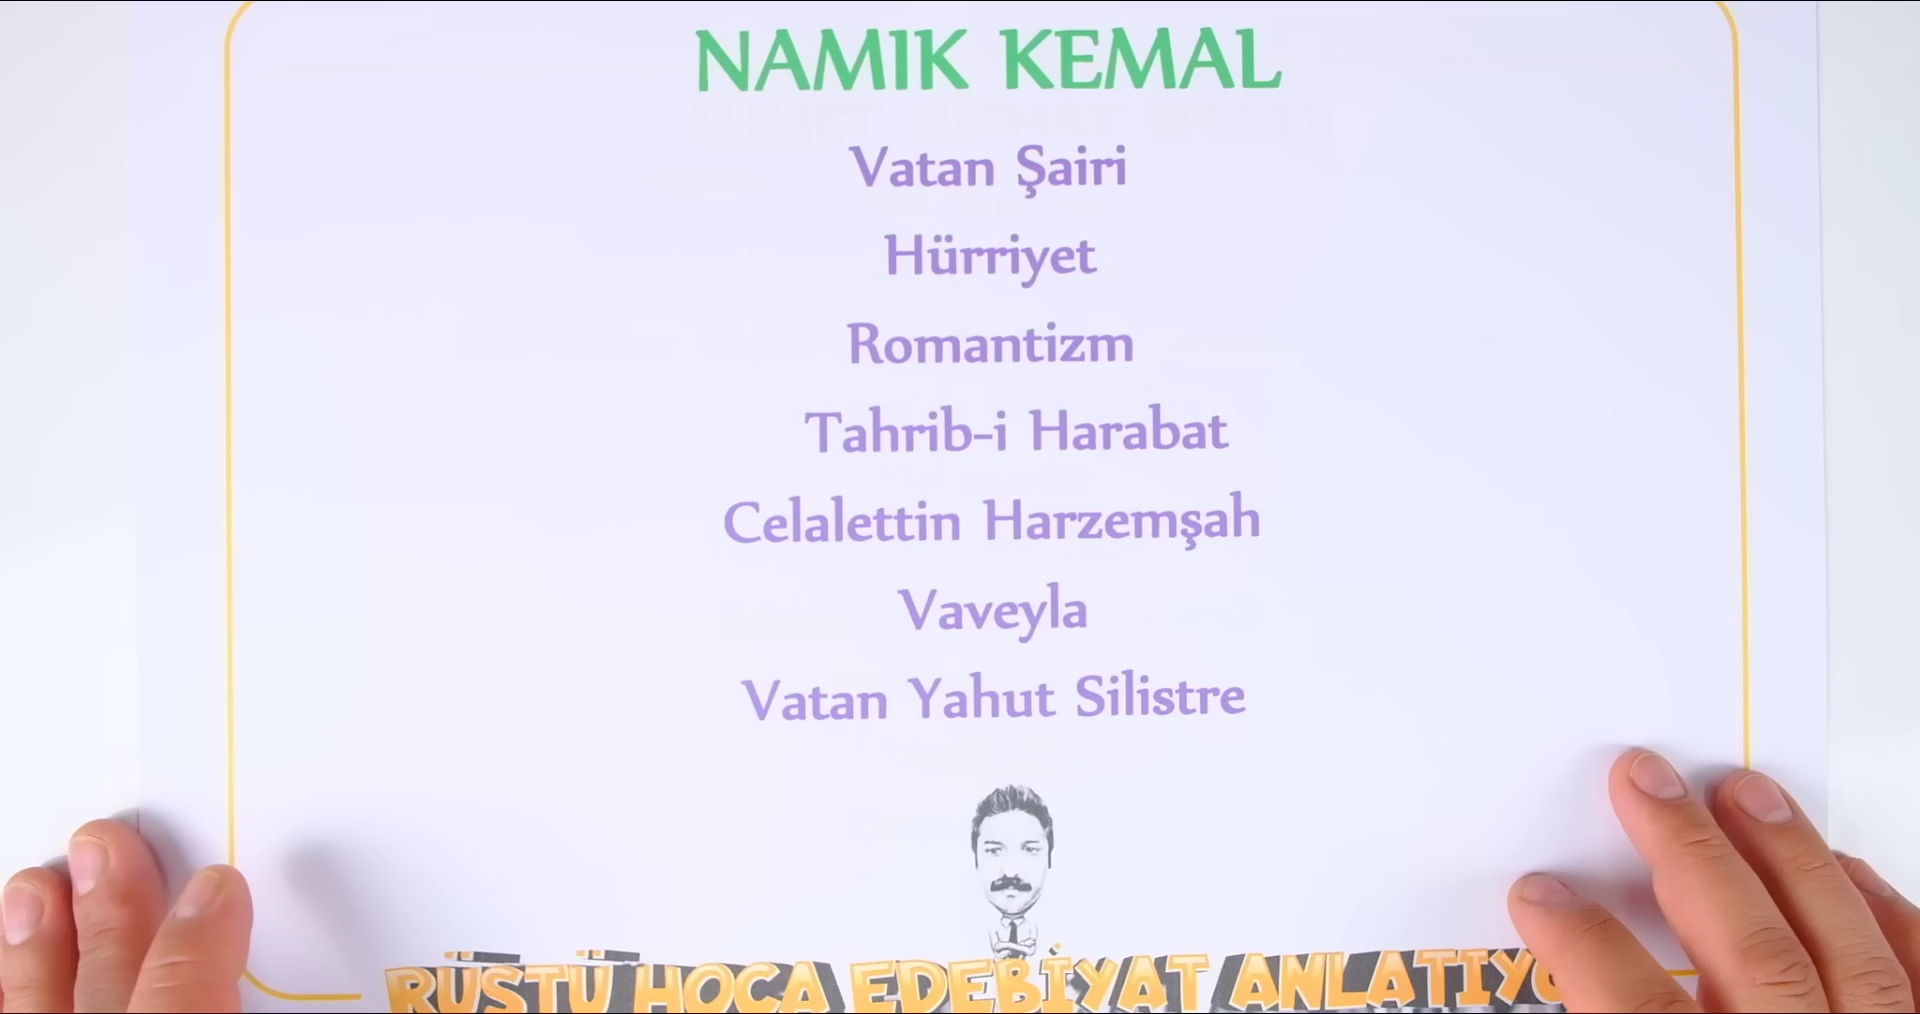 NAMIK KEMAL
Vatan Şairi
Hürriyet
Romantizm
Tahrib-i Harabat
Celalettin Harzemşah
Vaveyla
Vatan Yahut Silistre
RÜŞTÜ HOCA EDEBİYAT